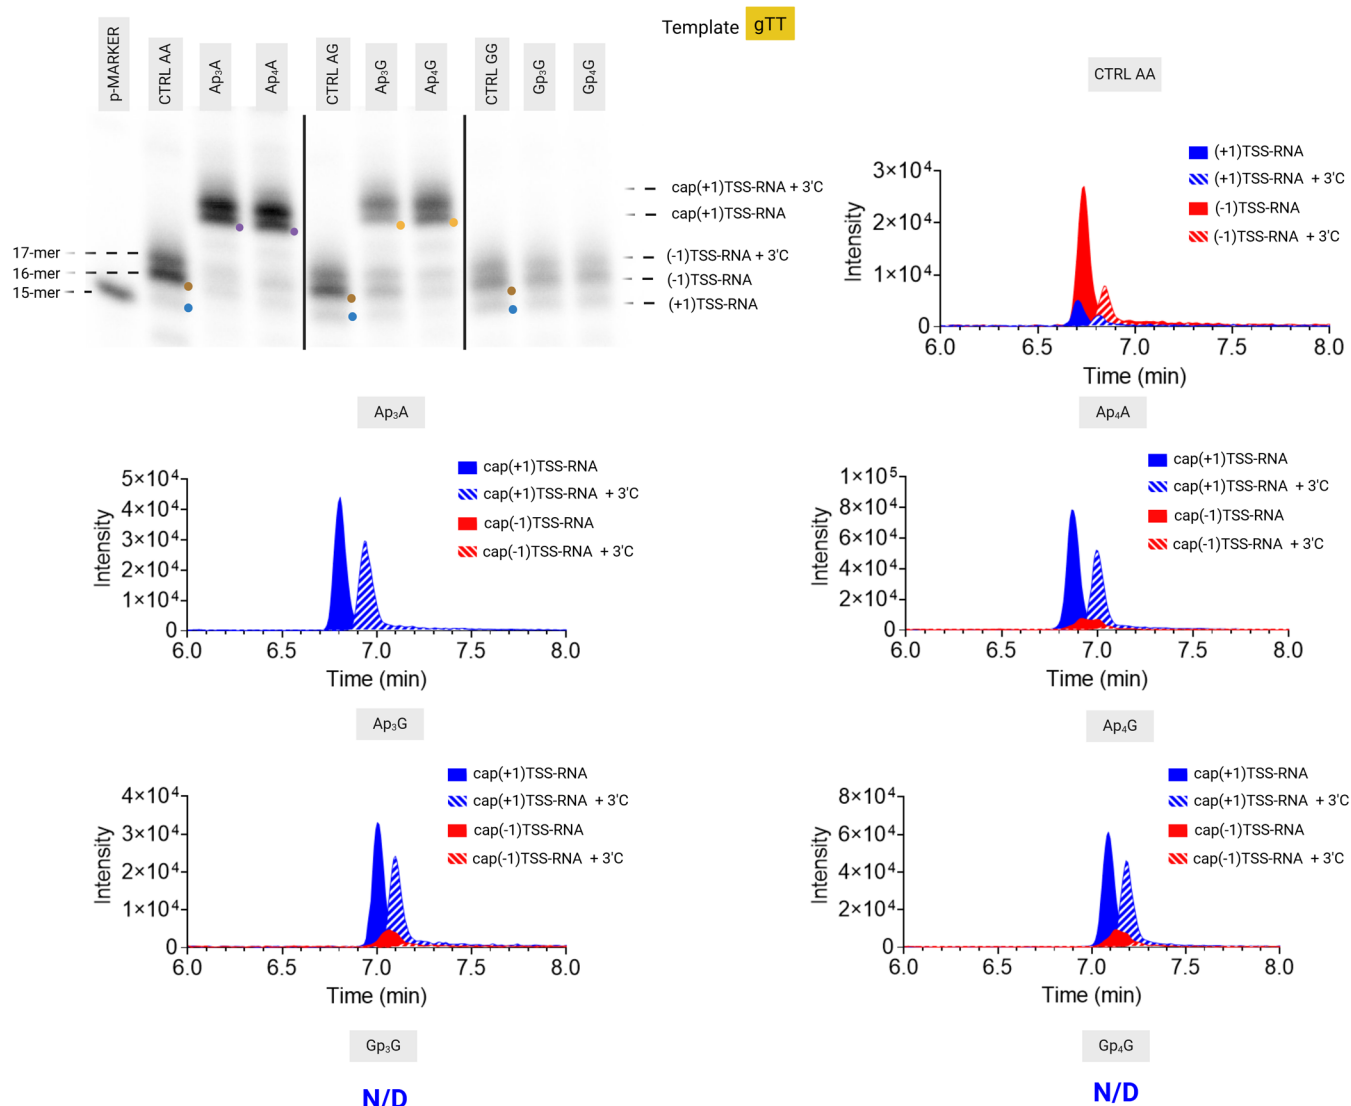 Template gTT
p-MARKER
CTRL AA
Ap₃A
Ap₄A
CTRL AG
Ap₃G
Ap₄G
CTRL GG
Gp₃G
Gp₄G
17-mer
16-mer
15-mer
cap(+1)TSS-RNA + 3'C
cap(+1)TSS-RNA
(-1)TSS-RNA + 3'C
(-1)TSS-RNA
(+1)TSS-RNA
CTRL AA
(+1)TSS-RNA
(+1)TSS-RNA + 3'C
(-1)TSS-RNA
(-1)TSS-RNA + 3'C
Intensity
3×10⁴
2×10⁴
1×10⁴
0
6.0 6.5 7.0 7.5 8.0
Time (min)
Ap₃A
cap(+1)TSS-RNA
cap(+1)TSS-RNA + 3'C
cap(-1)TSS-RNA
cap(-1)TSS-RNA + 3'C
Intensity
5×10⁴
4×10⁴
3×10⁴
2×10⁴
1×10⁴
0
6.0 6.5 7.0 7.5 8.0
Time (min)
Ap₄A
cap(+1)TSS-RNA
cap(+1)TSS-RNA + 3'C
cap(-1)TSS-RNA
cap(-1)TSS-RNA + 3'C
Intensity
1×10⁵
8×10⁴
6×10⁴
4×10⁴
2×10⁴
0
6.0 6.5 7.0 7.5 8.0
Time (min)
Ap₃G
cap(+1)TSS-RNA
cap(+1)TSS-RNA + 3'C
cap(-1)TSS-RNA
cap(-1)TSS-RNA + 3'C
Intensity
4×10⁴
3×10⁴
2×10⁴
1×10⁴
0
6.0 6.5 7.0 7.5 8.0
Time (min)
Ap₄G
cap(+1)TSS-RNA
cap(+1)TSS-RNA + 3'C
cap(-1)TSS-RNA
cap(-1)TSS-RNA + 3'C
Intensity
8×10⁴
6×10⁴
4×10⁴
2×10⁴
0
6.0 6.5 7.0 7.5 8.0
Time (min)
Gp₃G
N/D
Gp₄G
N/D